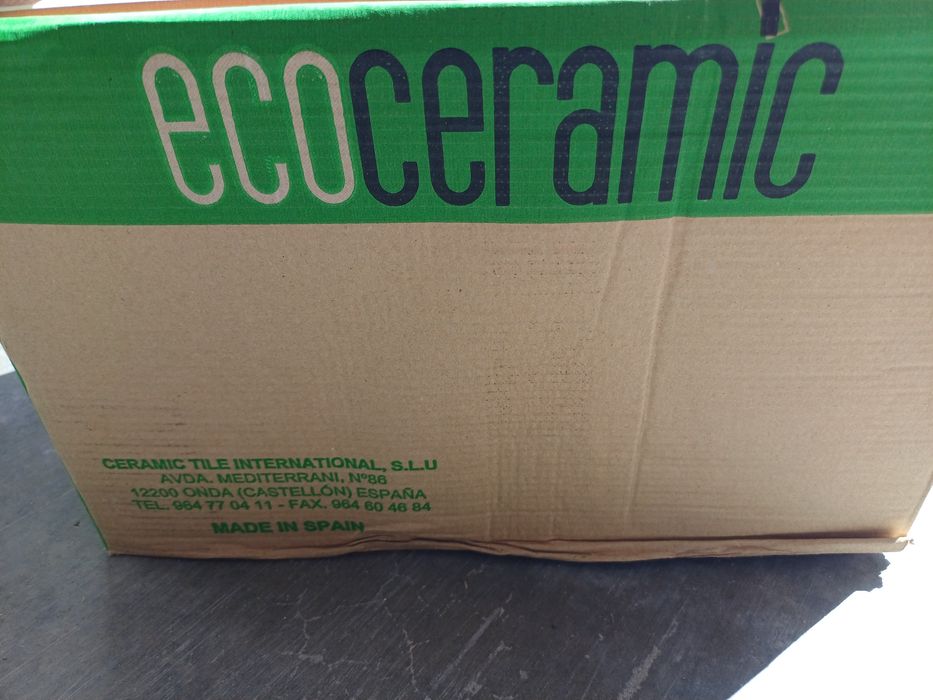 ecoceramic
CERAMIC TILE INTERNATIONAL, S.L.U
AVDA. MEDITERRANI, Nº86
12200 ONDA (CASTELLÓN) ESPAÑA
TEL. 964 77 04 11 - FAX. 964 60 46 84
MADE IN SPAIN